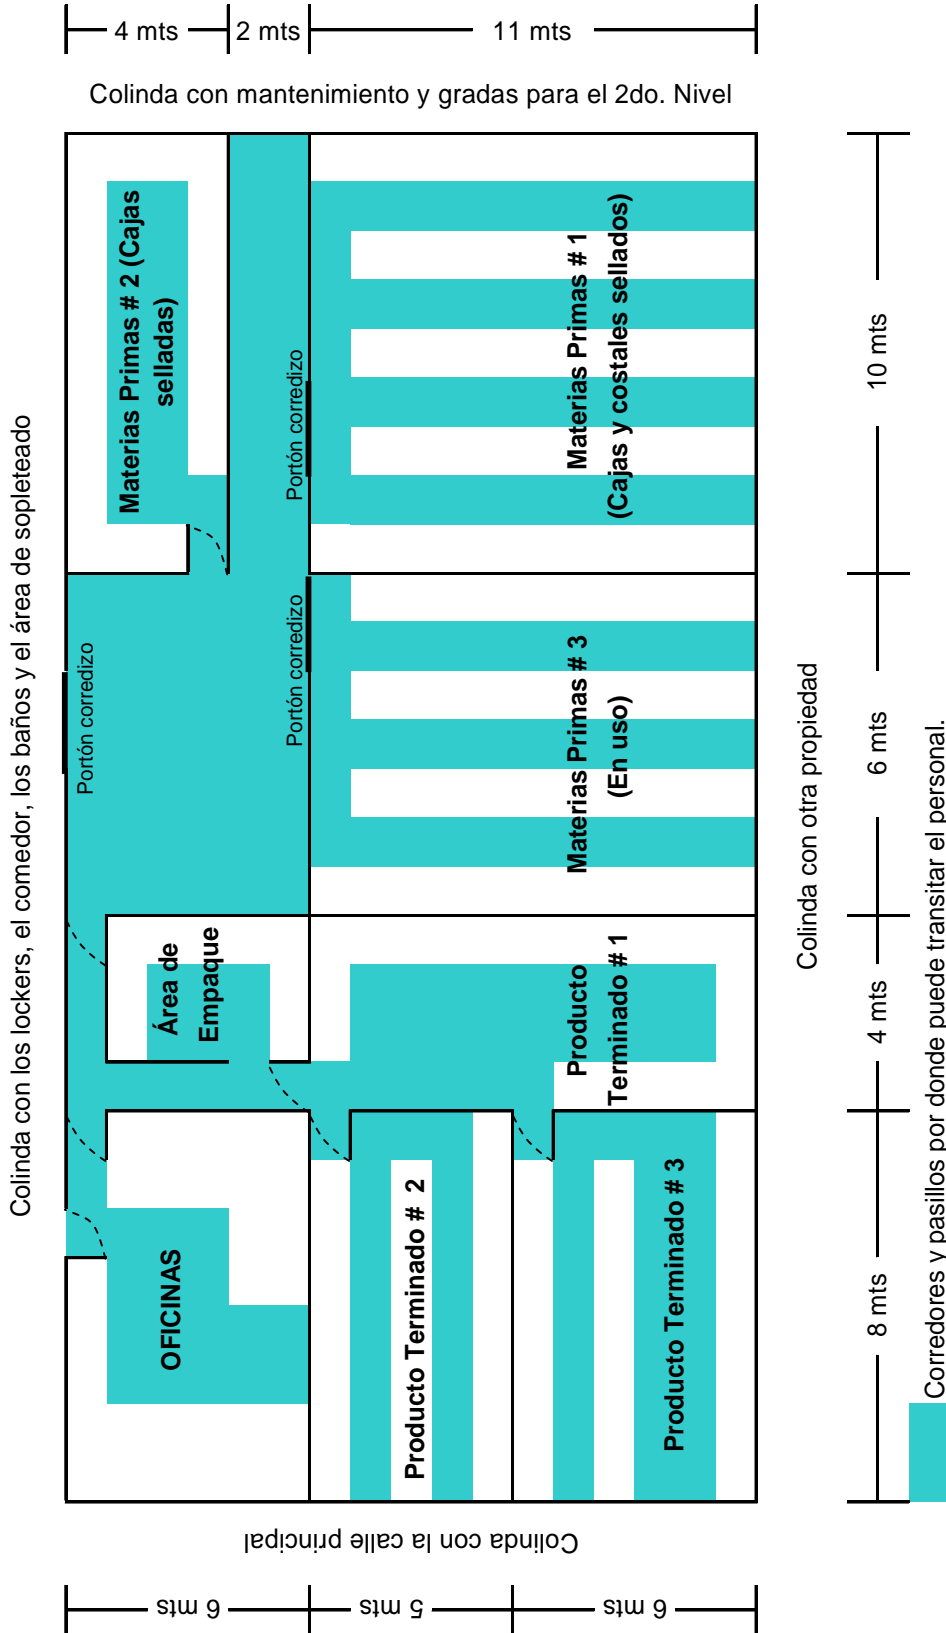 4 mts
2 mts
11 mts
Colinda con mantenimiento y gradas para el 2do. Nivel
Colinda con los lockers, el comedor, los baños y el área de sopleteado
Materias Primas # 2 (Cajas
selladas)
Portón corredizo
Materias Primas # 1
(Cajas y costales sellados)
10 mts
Portón corredizo
Portón corredizo
Materias Primas # 3
(En uso)
Colinda con otra propiedad
6 mts
Área de
Empaque
Producto
Terminado # 1
4 mts
OFICINAS
Producto Terminado # 2
Producto Terminado # 3
8 mts
Colinda con la calle principal
6 mts
5 mts
6 mts
Corredores y pasillos por donde puede transitar el personal.